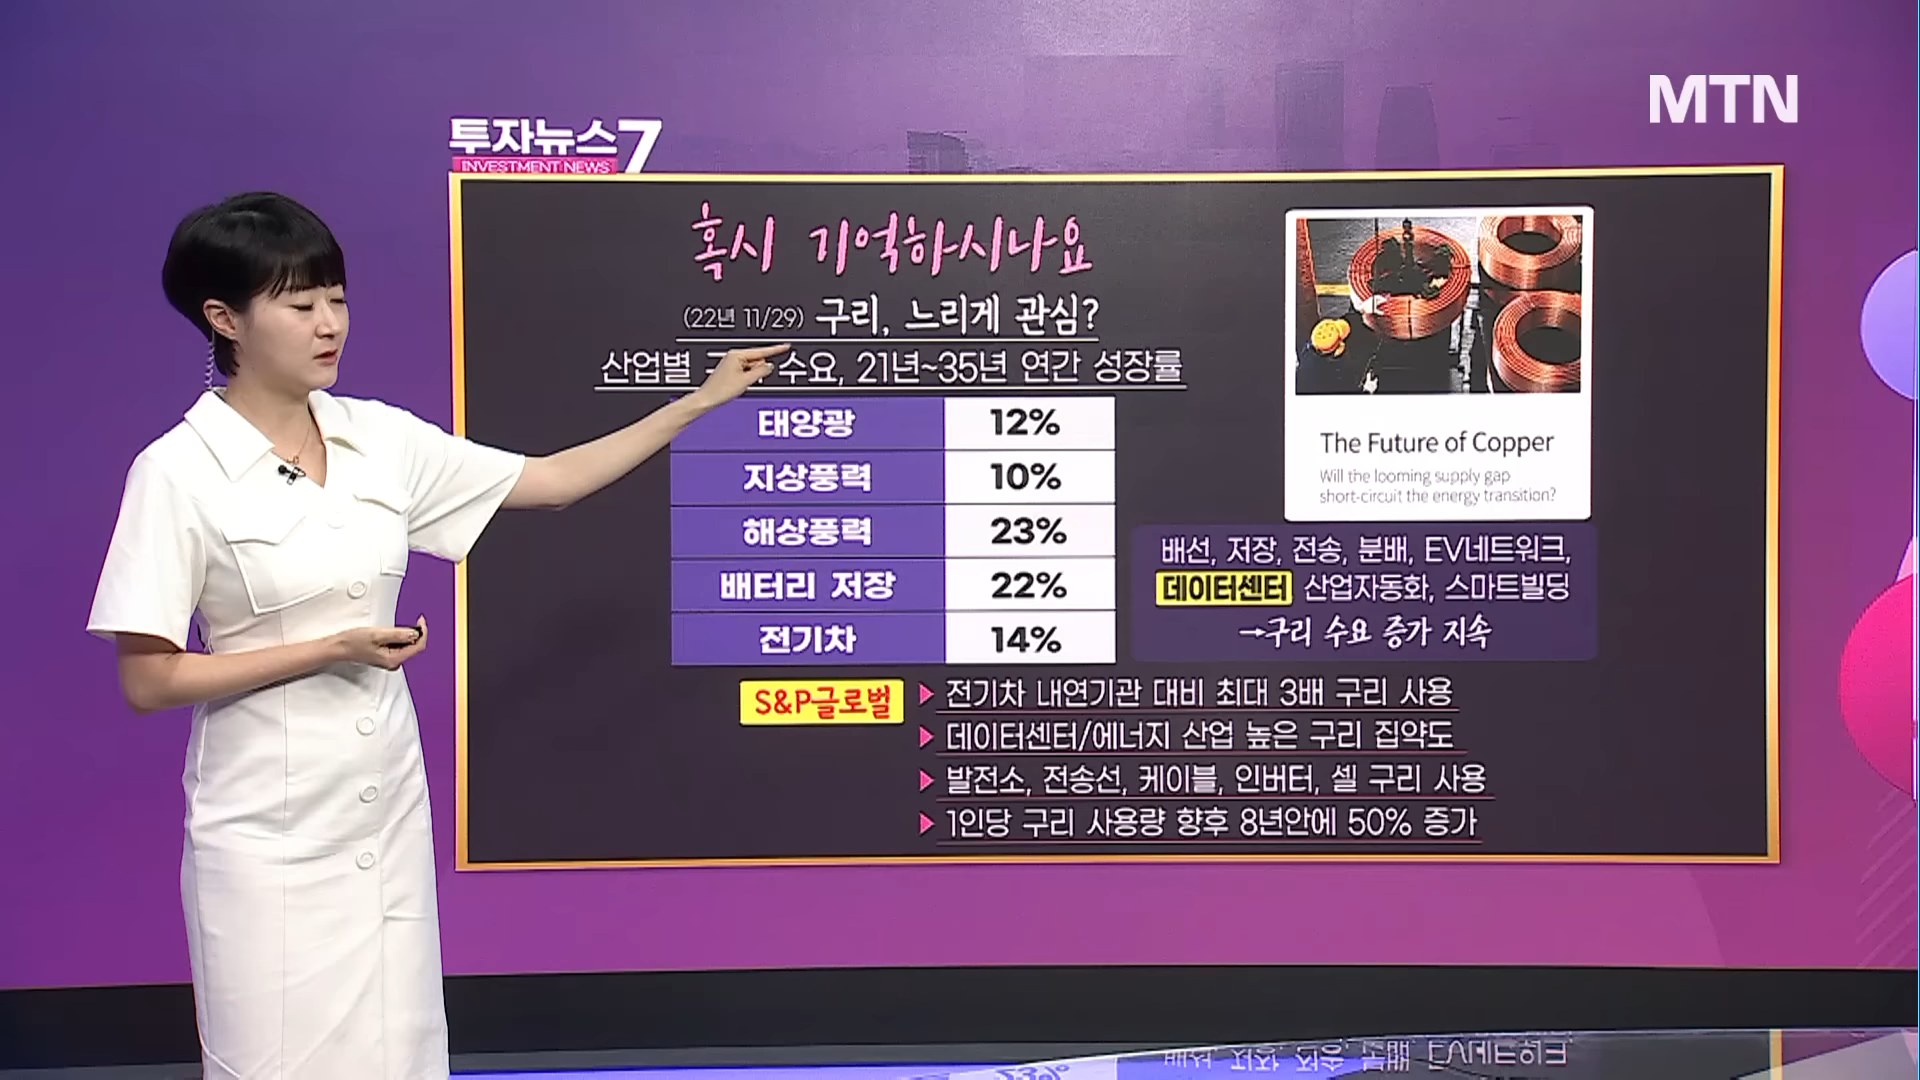 MTN
투자뉴스7
INVESTMENT NEWS
혹시 기억하시나요
(22년 11/29) 구리, 느리게 관심?
산업별 수요, 21년~35년 연간 성장률
태양광 12%
지상풍력 10%
해상풍력 23%
배터리 저장 22%
전기차 14%
The Future of Copper
Will the looming supply gap
short-circuit the energy transition?
배선, 저장, 전송, 분배, EV네트워크,
데이터센터 산업자동화, 스마트빌딩
→구리 수요 증가 지속
S&P글로벌
▶ 전기차 내연기관 대비 최대 3배 구리 사용
▶ 데이터센터/에너지 산업 높은 구리 집약도
▶ 발전소, 전송선, 케이블, 인버터, 셀 구리 사용
▶ 1인당 구리 사용량 향후 8년안에 50% 증가